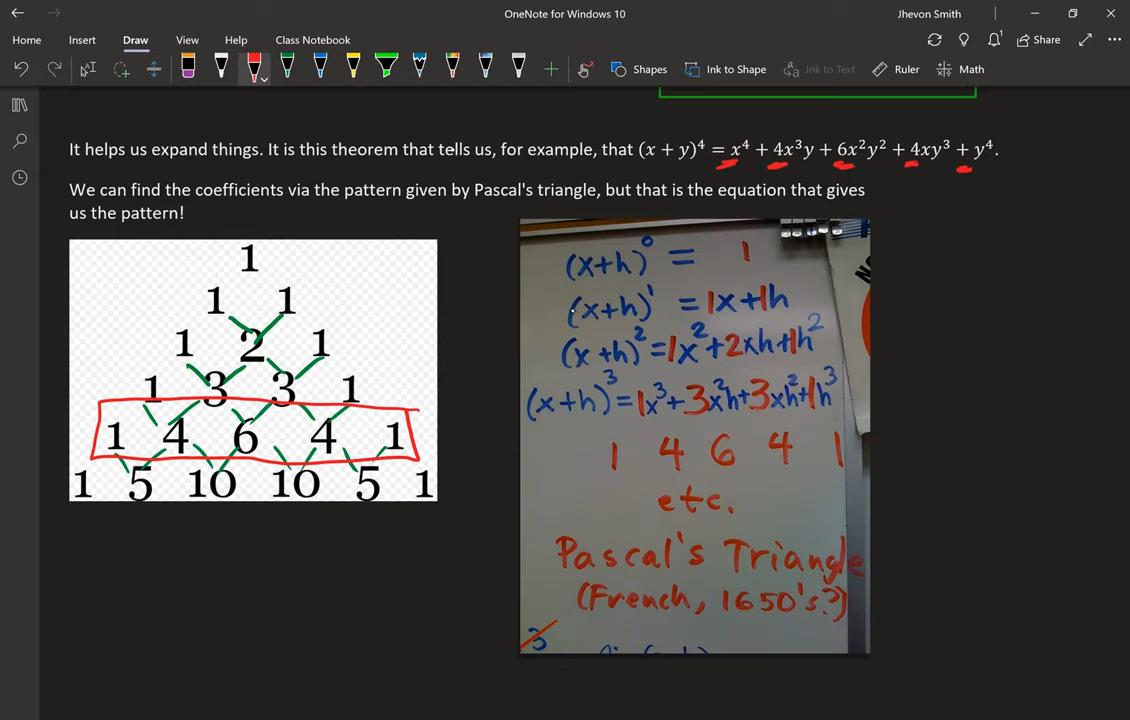 OneNote for Windows 10
Jhevon Smith
Home Insert Draw View Help Class Notebook
1 Share
Shapes Ink to Shape Ink to Text Ruler Math
It helps us expand things. It is this theorem that tells us, for example, that (x + y)⁴ = x⁴ + 4x³y + 6x²y² + 4xy³ + y⁴.
We can find the coefficients via the pattern given by Pascal's triangle, but that is the equation that gives
us the pattern!
1
1 1
1 2 1
1 3 3 1
1 4 6 4 1
1 5 10 10 5 1
(x+h)⁰ = 1
(x+h)¹ = 1x+1h
(x+h)² = 1x²+2xh+1h²
(x+h)³ = 1x³+3x²h+3xh²+1h³
1 4 6 4 1
etc.
Pascal's Triangle
(French, 1650's?)
3